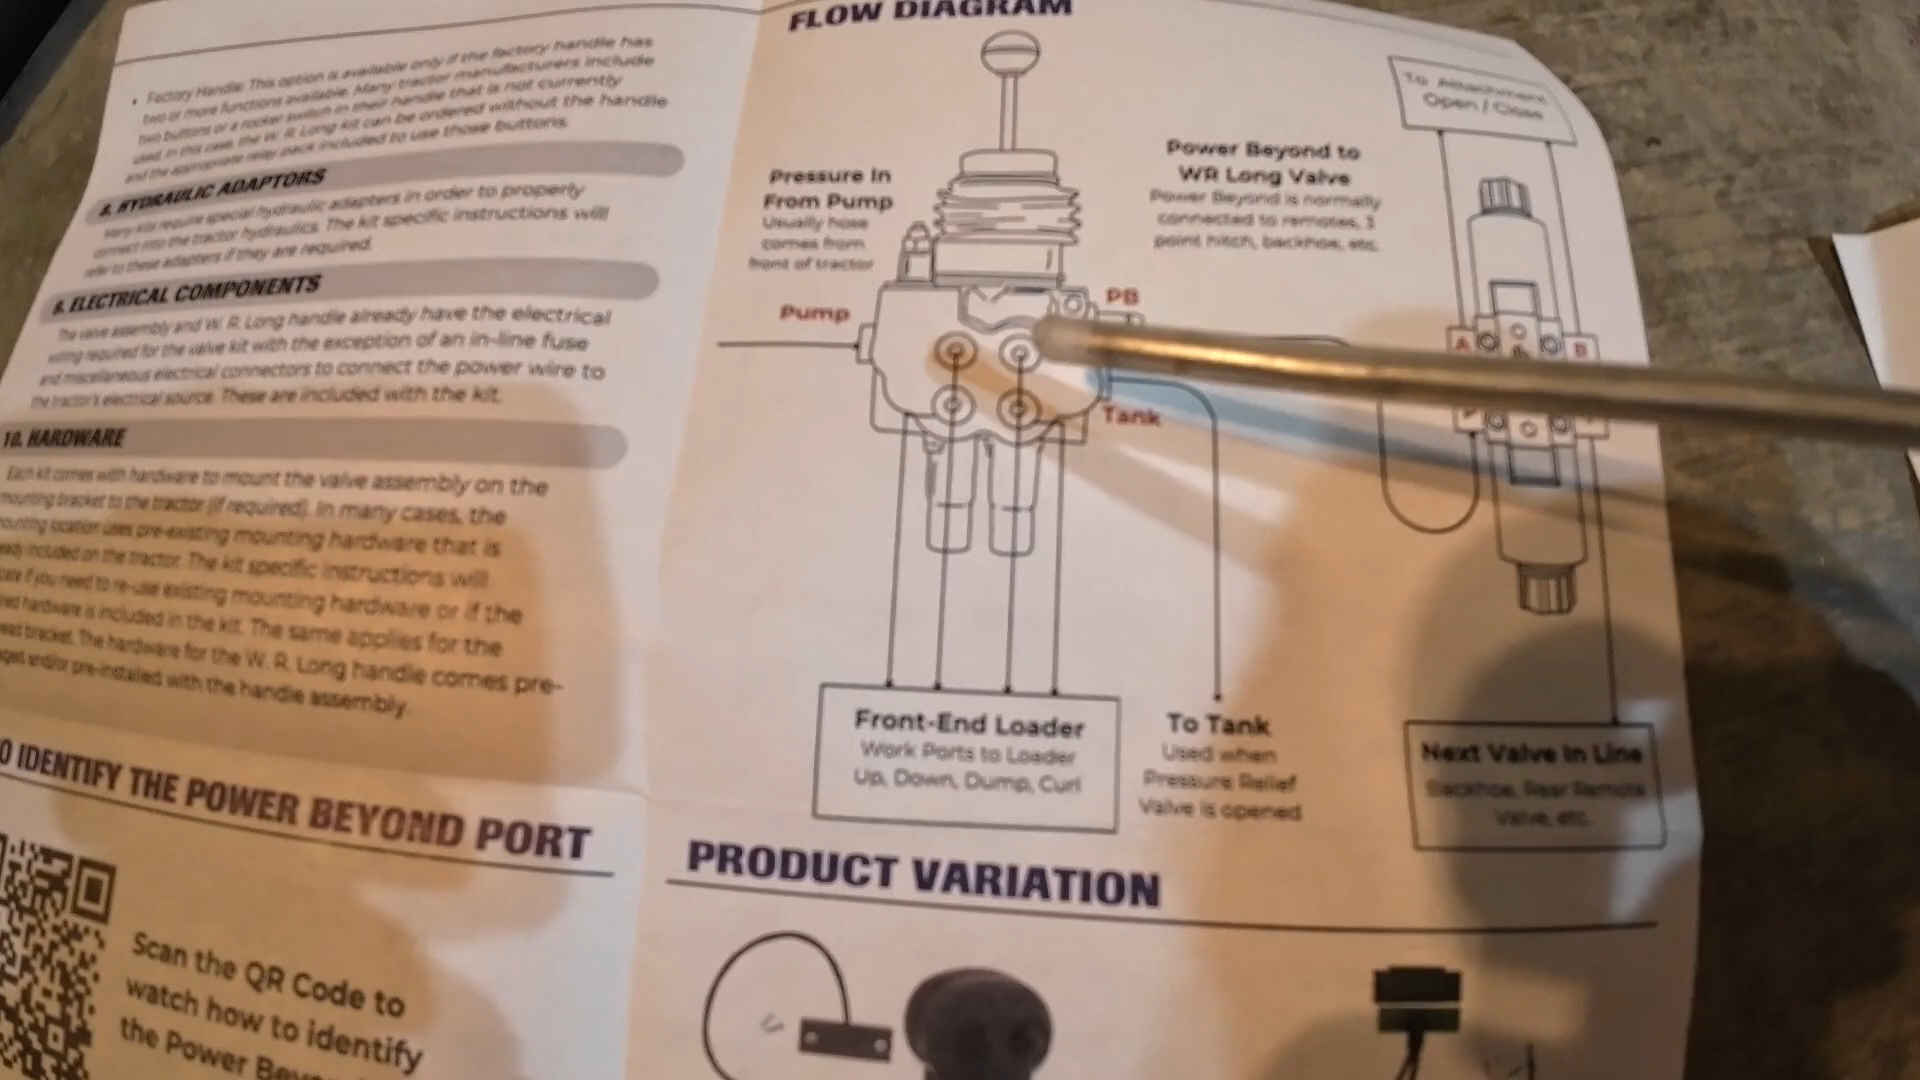 • Factory Handle: This option is available only if the factory handle has
two or more functions available. Many tractor manufacturers include
two buttons or a rocker switch in their handle that is not currently
used. In this case, the W. R. Long kit can be ordered without the handle
and the appropriate relay pack included to use those buttons.
8. HYDRAULIC ADAPTORS
Many kits require special hydraulic adapters in order to properly
connect into the tractor hydraulics. The kit specific instructions will
refer to these adapters if they are required.
9. ELECTRICAL COMPONENTS
The valve assembly and W. R. Long handle already have the electrical
wiring required for the valve kit with the exception of an in-line fuse
and miscellaneous electrical connectors to connect the power wire to
the tractor's electrical source. These are included with the kit.
10. HARDWARE
Each kit comes with hardware to mount the valve assembly on the
mounting bracket to the tractor (if required). In many cases, the
mounting location uses pre-existing mounting hardware that is
included on the tractor. The kit specific instructions will
if you need to re-use existing mounting hardware or if the
hardware is included in the kit. The same applies for the
bracket. The hardware for the W. R. Long handle comes pre-
and/or pre-installed with the handle assembly.
O IDENTIFY THE POWER BEYOND PORT
Scan the QR Code to
watch how to identify
the Power
FLOW DIAGRAM
Pressure In
From Pump
Usually hose
comes from
front of tractor
Pump
Power Beyond to
WR Long Valve
Power Beyond is normally
connected to remotes, 3
point hitch, backhoe, etc.
PB
Tank
To Attachment
Open / Close
A
B
P
Front-End Loader
Work Ports to Loader
Up, Down, Dump, Curl
To Tank
Used when
Pressure Relief
Valve is opened
Next Valve In Line
Backhoe, Rear Remote
Valve, etc.
PRODUCT VARIATION